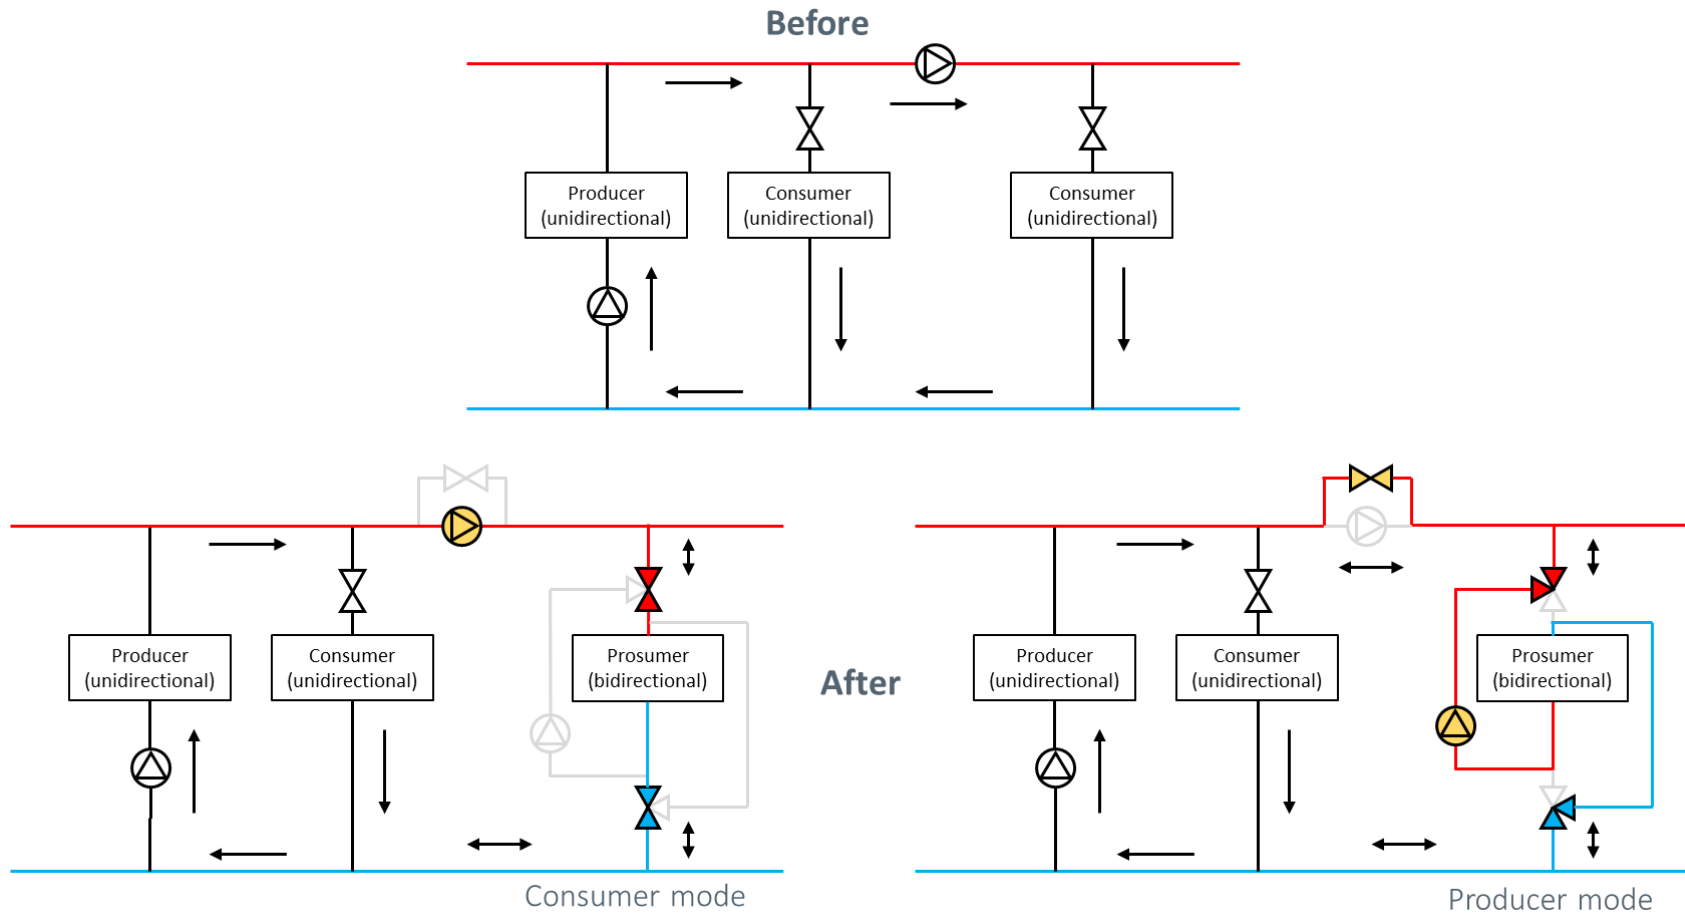 Before
Producer
(unidirectional)
Consumer
(unidirectional)
Consumer
(unidirectional)
Producer
(unidirectional)
Consumer
(unidirectional)
Prosumer
(bidirectional)
After
Producer
(unidirectional)
Consumer
(unidirectional)
Prosumer
(bidirectional)
Consumer mode
Producer mode